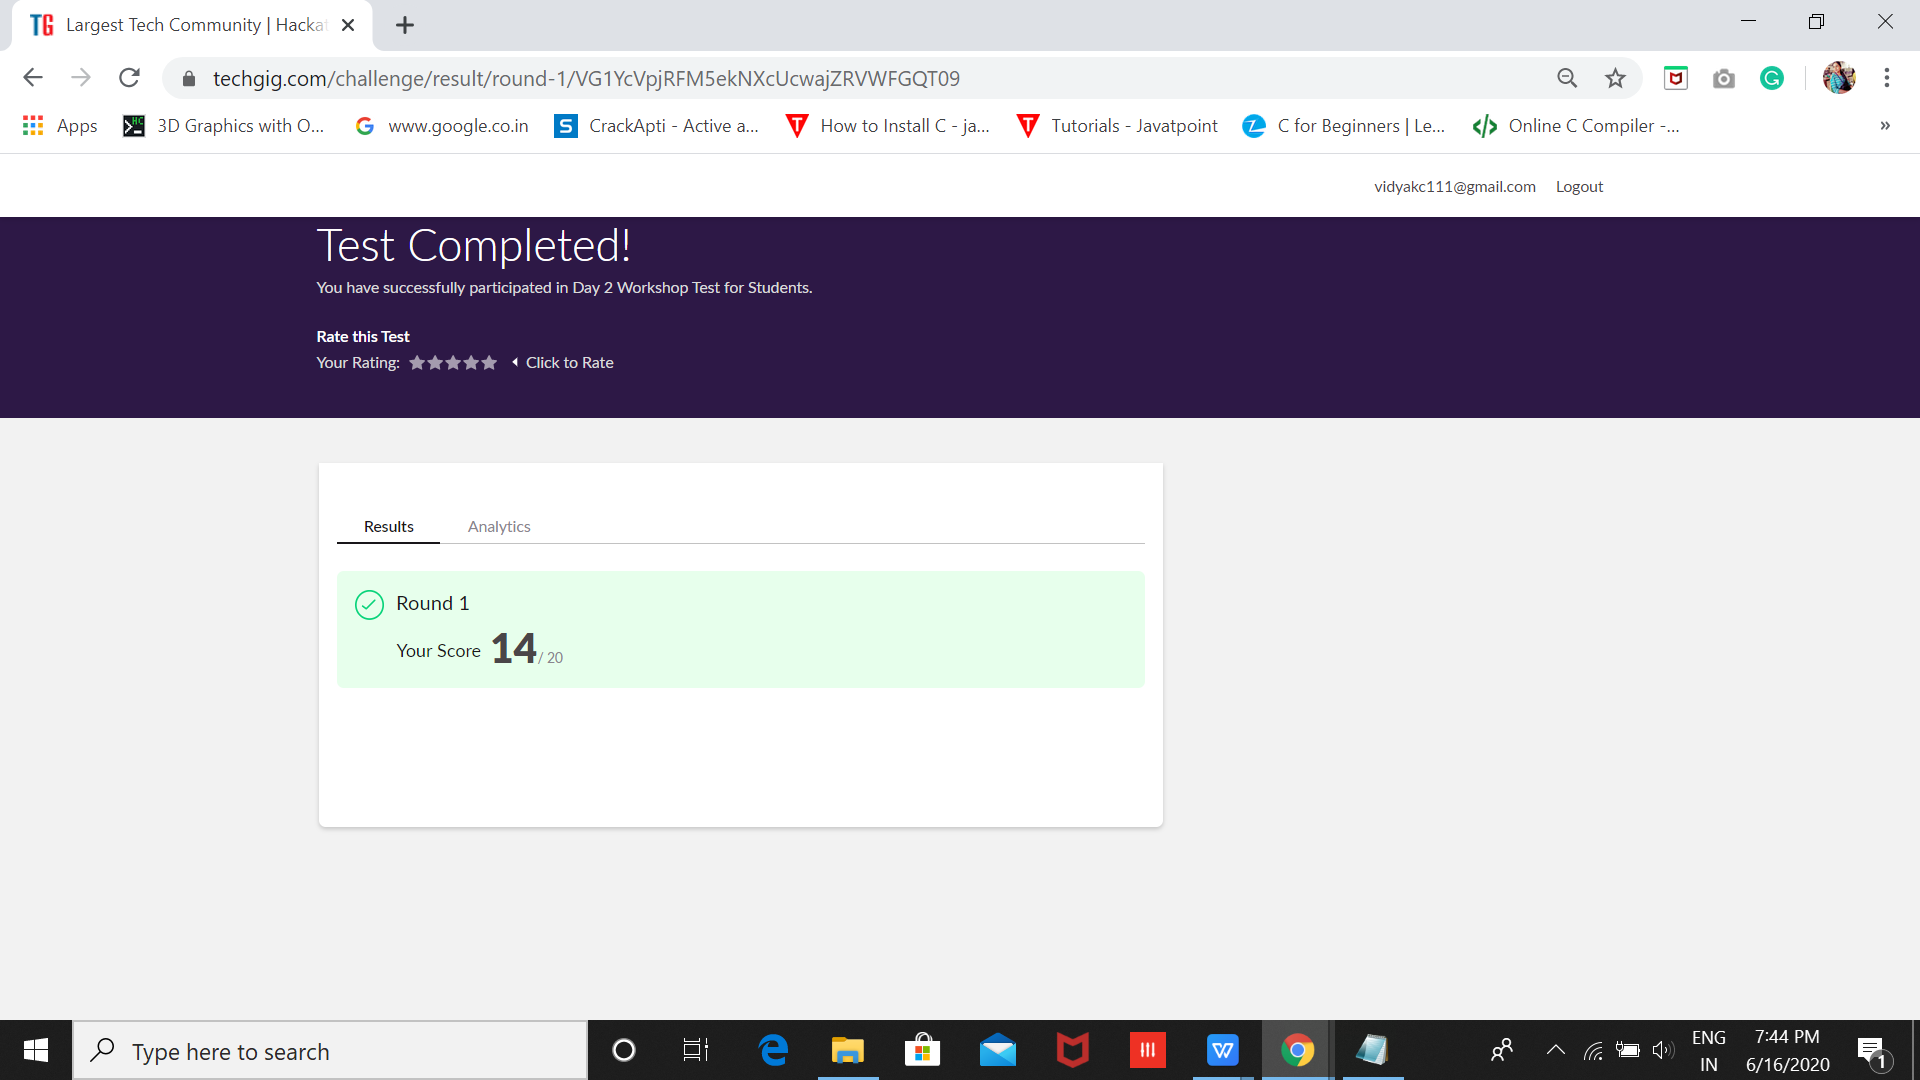 TG Largest Tech Community | Hacka
techgig.com/challenge/result/round-1/VG1YcVpjRFM5ekNXcUcwajZRVWFGQT09
Apps 3D Graphics with O... www.google.co.in CrackApti - Active a... How to Install C - ja... Tutorials - Javatpoint C for Beginners | Le... Online C Compiler -... »
vidyakc111@gmail.com Logout
Test Completed!
You have successfully participated in Day 2 Workshop Test for Students.
Rate this Test
Your Rating: Click to Rate
Results Analytics
Round 1
Your Score 14 / 20
Type here to search
ENG
IN
7:44 PM
6/16/2020
1